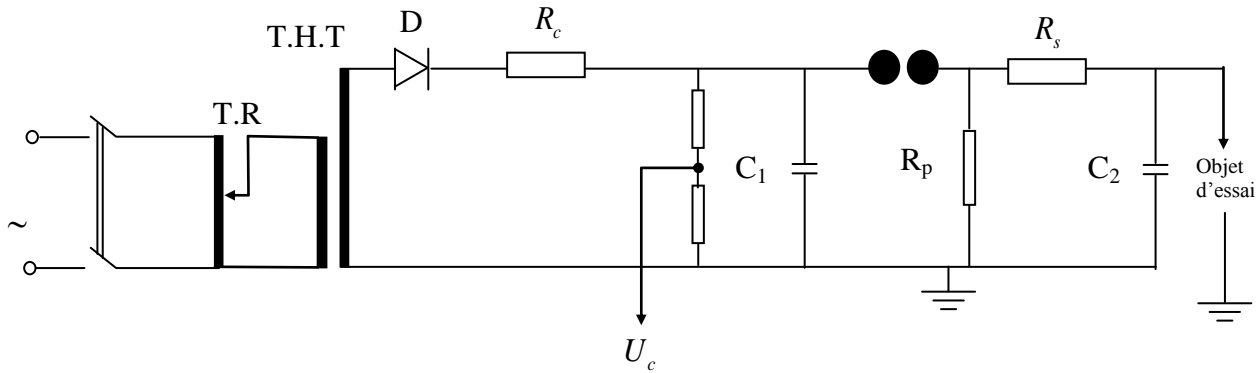 T.H.T
D
R_c
R_s
T.R
C₁
R_p
C₂
Objet
d'essai
~
U_c